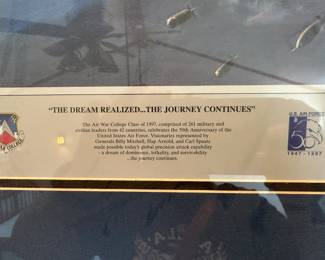 "THE DREAM REALIZED...THE JOURNEY CONTINUES"
The Air War College Class of 1997, comprised of 261 military and
civilian leaders from 42 countries, celebrates the 50th Anniversary of the
United States Air Force. Visionaries represented by
Generals Billy Mitchell, Hap Arnold, and Carl Spaatz
made possible today's global precision attack capability
- a dream of dominance, lethality, and survivability
...the journey continues.
U.S. AIR FORCE
50
1947-1997